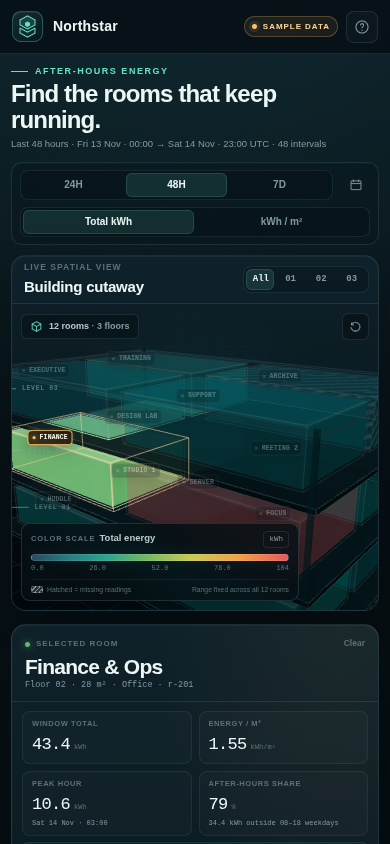 Northstar
SAMPLE DATA
AFTER-HOURS ENERGY
Find the rooms that keep
running.
Last 48 hours · Fri 13 Nov · 00:00 → Sat 14 Nov · 23:00 UTC · 48 intervals
24H 48H 7D
Total kWh kWh / m²
LIVE SPATIAL VIEW
Building cutaway
All 01 02 03
12 rooms · 3 floors
TRAINING
EXECUTIVE
ARCHIVE
LEVEL 03
SUPPORT
DESIGN LAB
FINANCE
MEETING 2
STUDIO 1
SERVER
HUDDLE
LEVEL 01
FOCUS
COLOR SCALE Total energy kWh
0.0 26.0 52.0 78.0 104
Hatched = missing readings Range fixed across all 12 rooms
SELECTED ROOM Clear
Finance & Ops
Floor 02 · 28 m² · Office · r-201
WINDOW TOTAL
43.4 kWh
ENERGY / M²
1.55 kWh/m²
PEAK HOUR
10.6 kWh
Sat 14 Nov · 03:00
AFTER-HOURS SHARE
79 %
34.4 kWh outside 08–18 weekdays